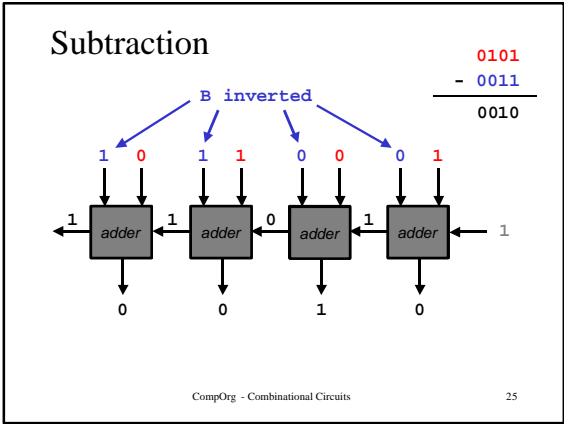 Subtraction
0101
- 0011
0010
B inverted
1 0 1 1 0 0 0 1
1 adder 1 adder 0 adder 1 adder 1
0 0 1 0
CompOrg - Combinational Circuits 25